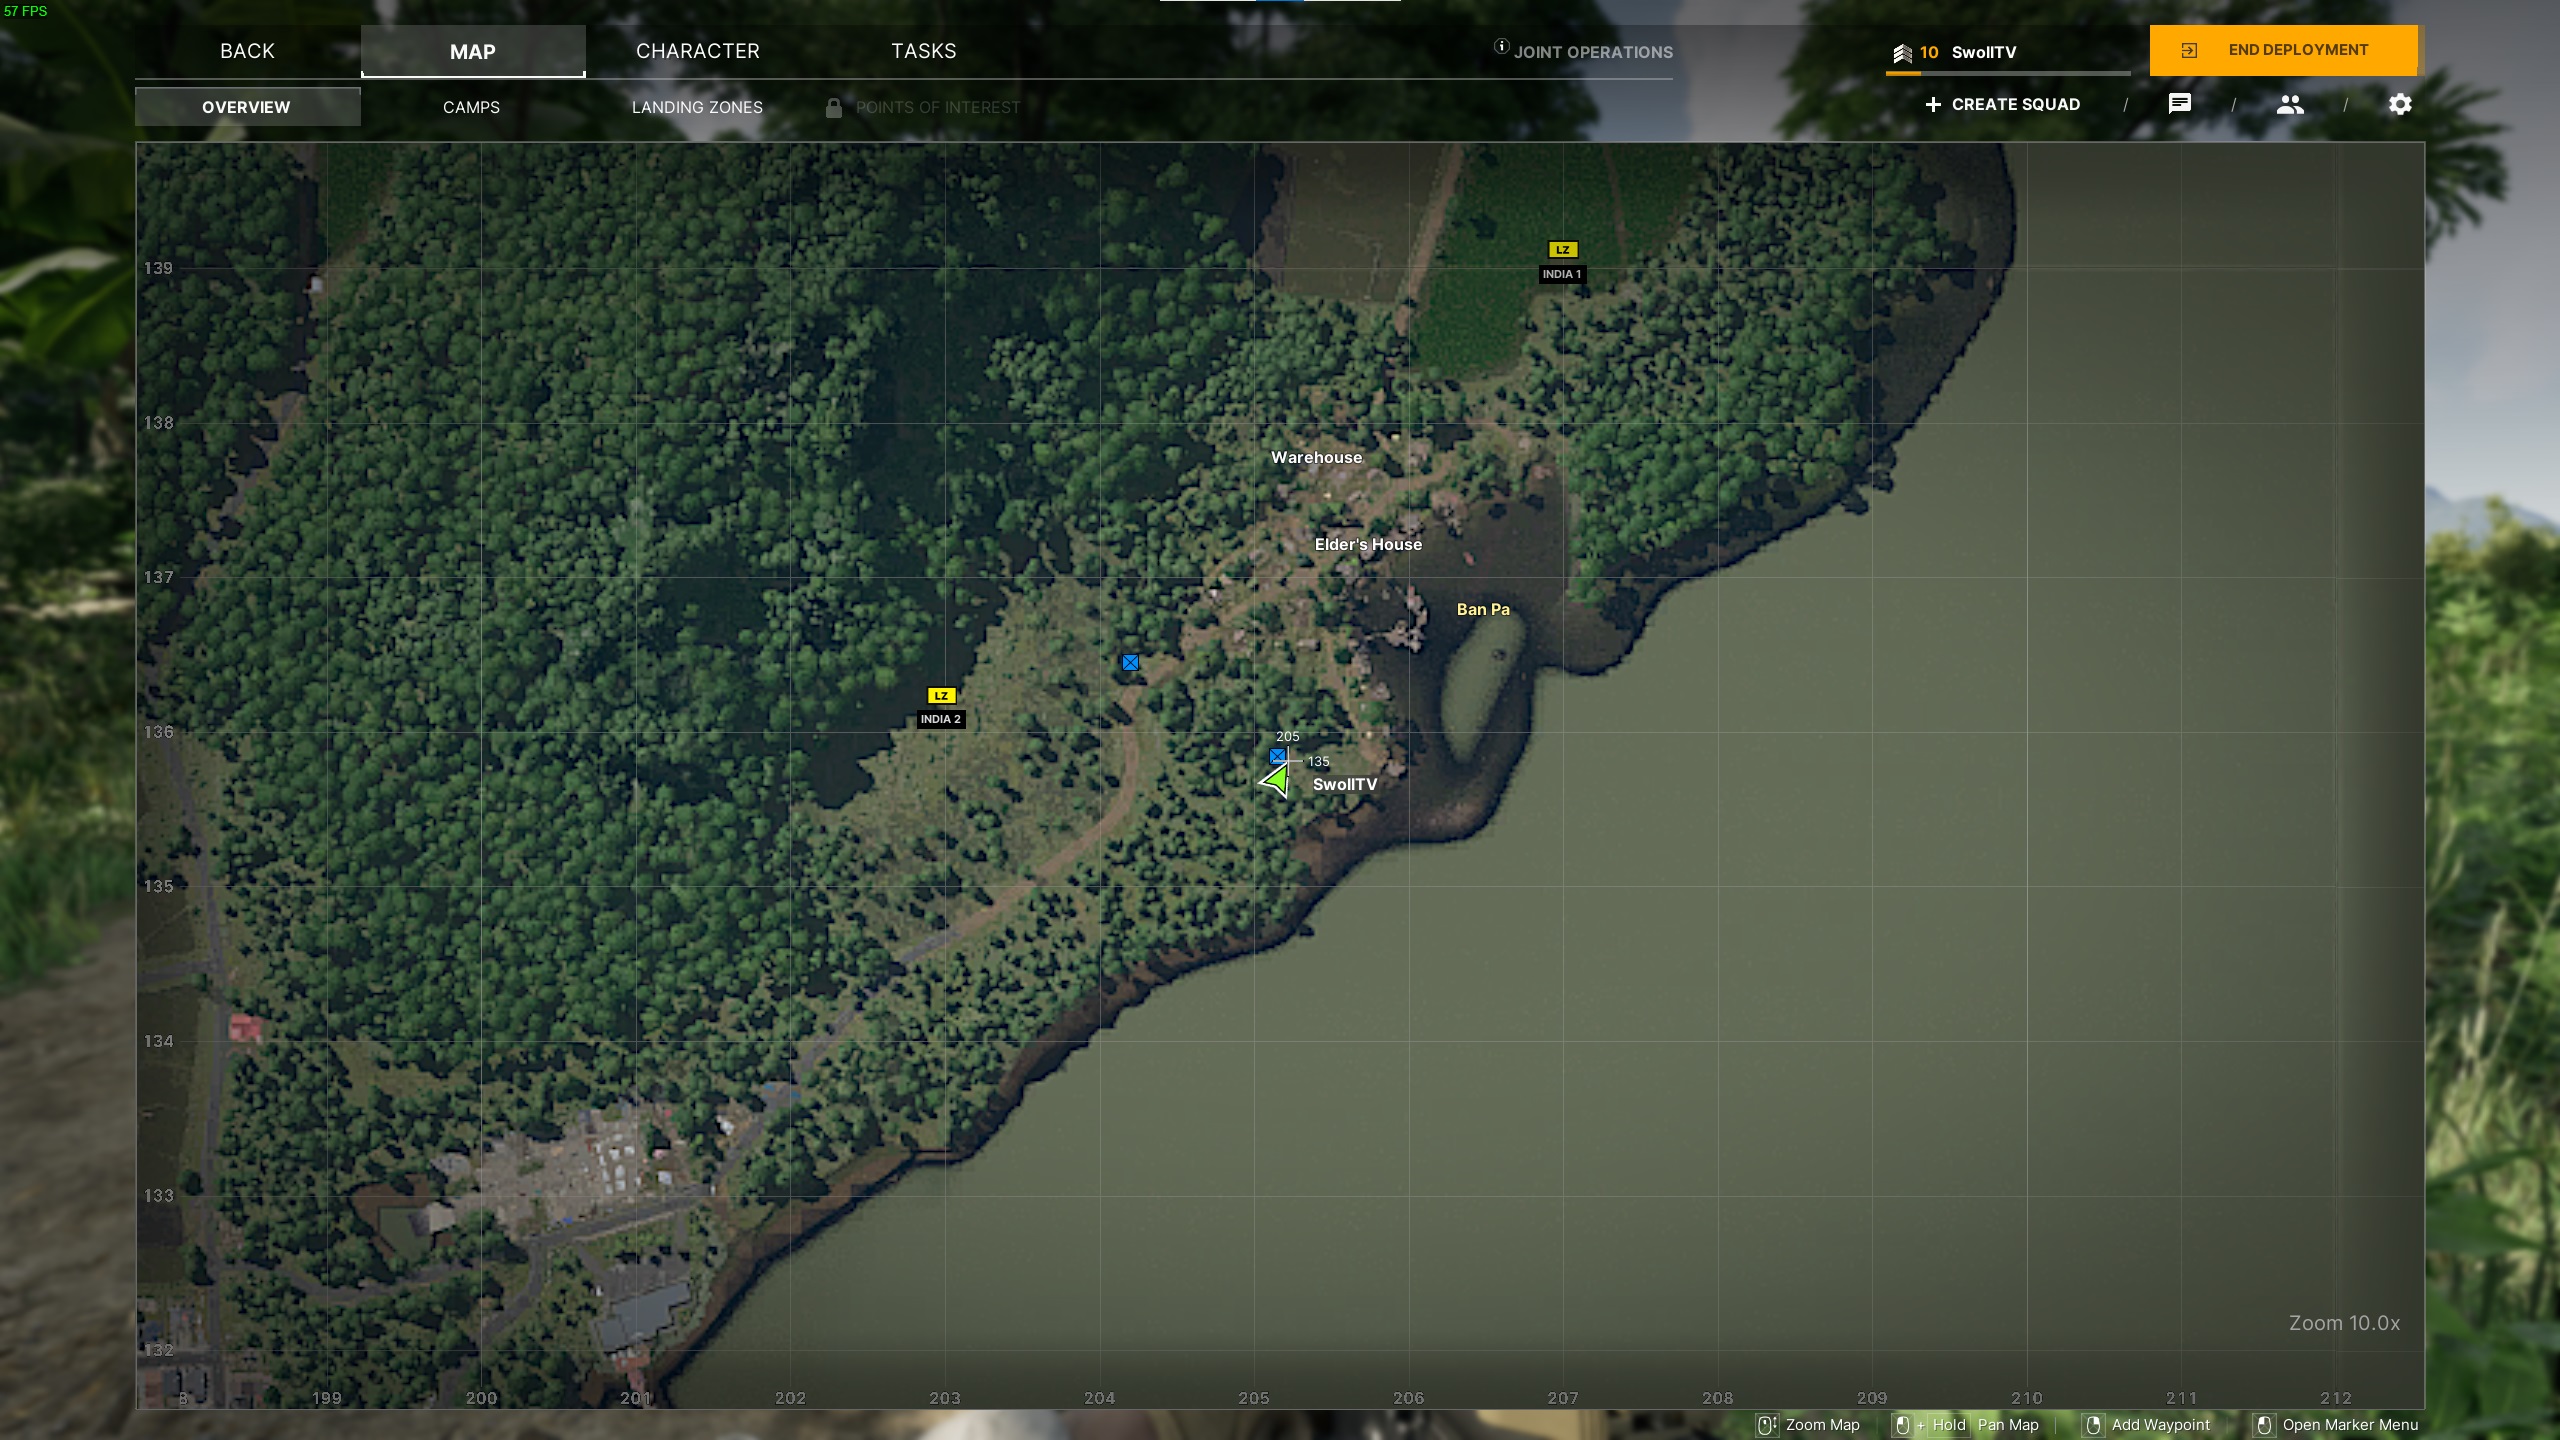 57 FPS
BACK
MAP
CHARACTER
TASKS
JOINT OPERATIONS
10 SwollTV
END DEPLOYMENT
OVERVIEW
CAMPS
LANDING ZONES
POINTS OF INTEREST
+ CREATE SQUAD / / /
LZ
INDIA 1
139
138
Warehouse
Elder's House
137
Ban Pa
LZ
INDIA 2
136
205
135
SwollTV
135
134
133
Zoom 10.0x
132
8 199 200 201 202 203 204 205 206 207 208 209 210 211 212
Zoom Map
+ Hold Pan Map
Add Waypoint
Open Marker Menu